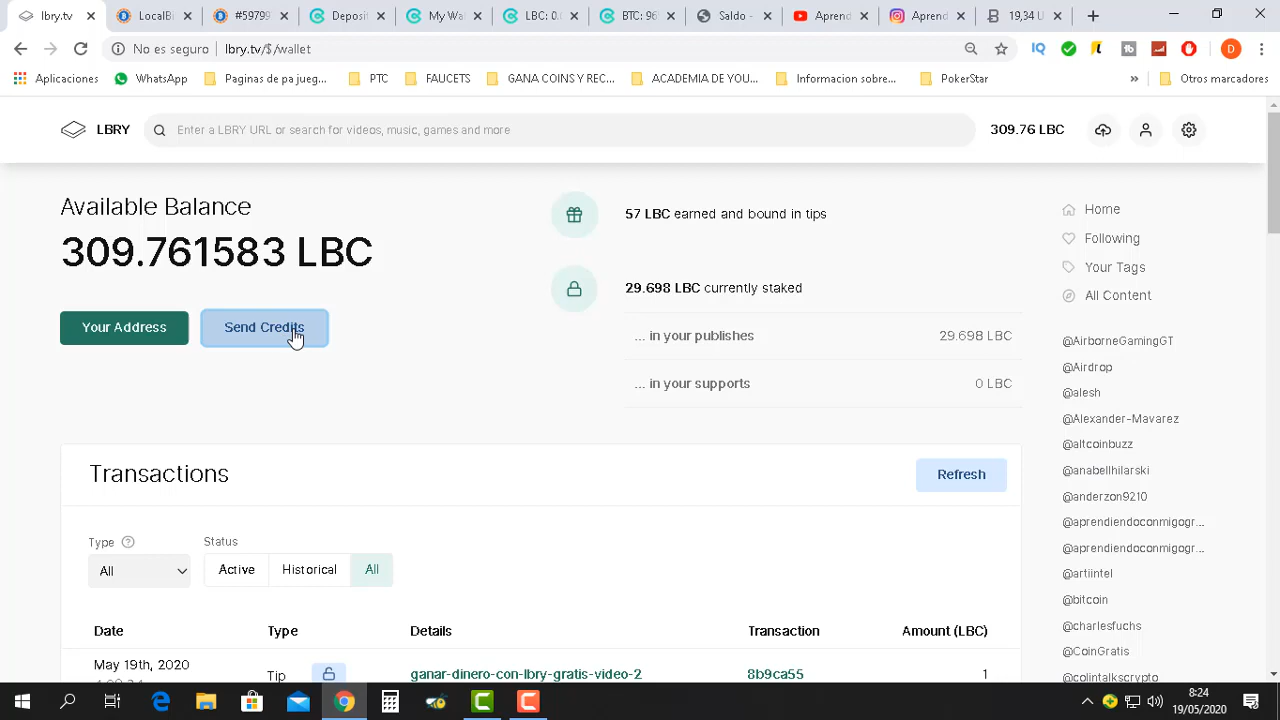 lbry.tv
LocalB
#59799
Deposit
My Wa
LBC: 0.
BTC: 96
Saldo
Aprend
Aprend
19,34
No es seguro
lbry.tv/$/wallet
Aplicaciones
WhatsApp
Paginas de pa jueg...
PTC
FAUCETS
GANA COINS Y REC...
ACADEMIA DE YOU...
Informacion sobre...
PokerStar
»
Otros marcadores
LBRY
Enter a LBRY URL or search for videos, music, games and more
309.76 LBC
Available Balance
309.761583 LBC
Your Address
Send Credits
57 LBC earned and bound in tips
29.698 LBC currently staked
... in your publishes
29.698 LBC
... in your supports
0 LBC
Home
Following
Your Tags
All Content
@AirborneGamingGT
@Airdrop
@alesh
@Alexander-Mavarez
@altcoinbuzz
@anabellhilarski
@anderzon9210
@aprendiendoconmigogr...
@aprendiendoconmigogr...
@artiintel
@bitcoin
@charlesfuchs
@CoinGratis
@cointalkscrypto
Transactions
Refresh
Type
Status
All
Active
Historical
All
Date
Type
Details
Transaction
Amount (LBC)
May 19th, 2020
Tip
ganar-dinero-con-lbry-gratis-video-2
8b9ca55
1
8:24
19/05/2020